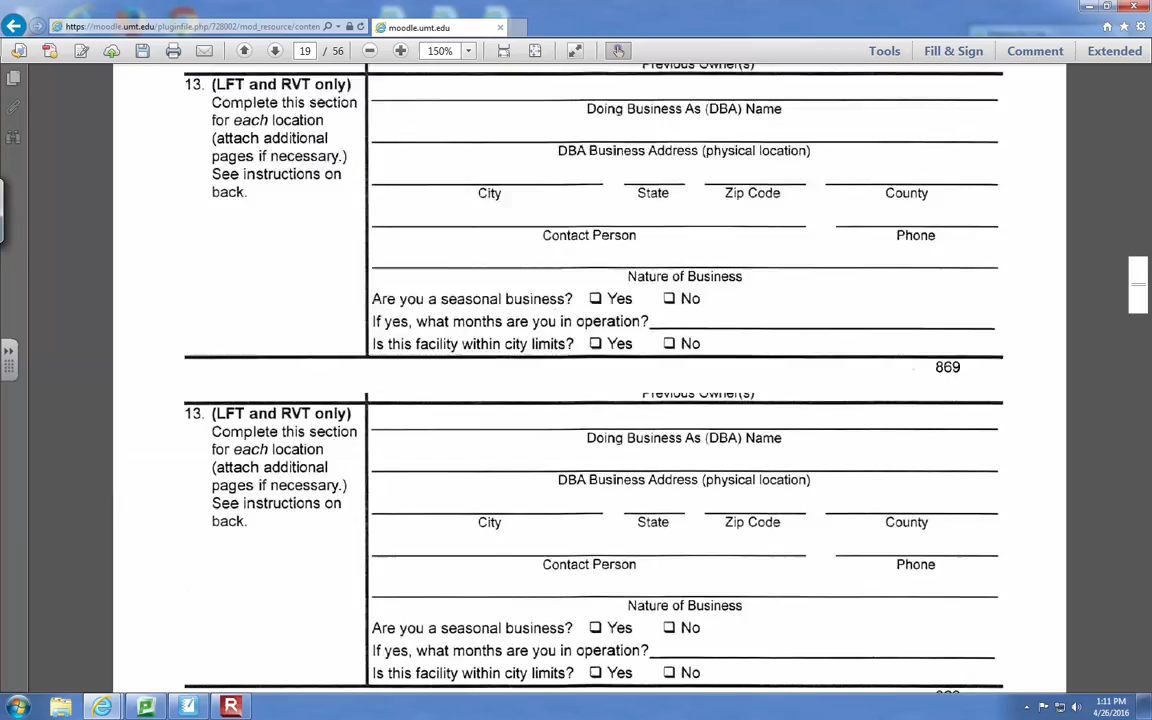 https://moodle.umt.edu/pluginfile.php/728002/mod_resource/conten
moodle.umt.edu
19 / 56
150%
Tools Fill & Sign Comment Extended
Previous Owner(s)
13. (LFT and RVT only)
Complete this section
for each location
(attach additional
pages if necessary.)
See instructions on
back.
Doing Business As (DBA) Name
DBA Business Address (physical location)
City State Zip Code County
Contact Person Phone
Nature of Business
Are you a seasonal business? Yes No
If yes, what months are you in operation?
Is this facility within city limits? Yes No
869
Previous Owner(s)
13. (LFT and RVT only)
Complete this section
for each location
(attach additional
pages if necessary.)
See instructions on
back.
Doing Business As (DBA) Name
DBA Business Address (physical location)
City State Zip Code County
Contact Person Phone
Nature of Business
Are you a seasonal business? Yes No
If yes, what months are you in operation?
Is this facility within city limits? Yes No
1:11 PM
4/26/2016